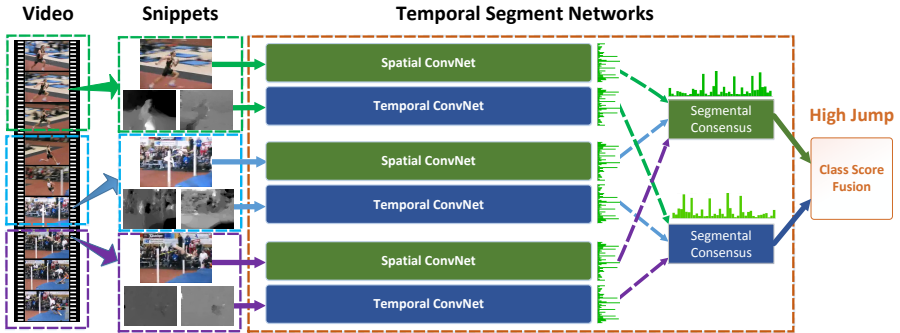 Video
Snippets
Temporal Segment Networks
Spatial ConvNet
Temporal ConvNet
Spatial ConvNet
Temporal ConvNet
Spatial ConvNet
Temporal ConvNet
Segmental
Consensus
Segmental
Consensus
High Jump
Class Score
Fusion